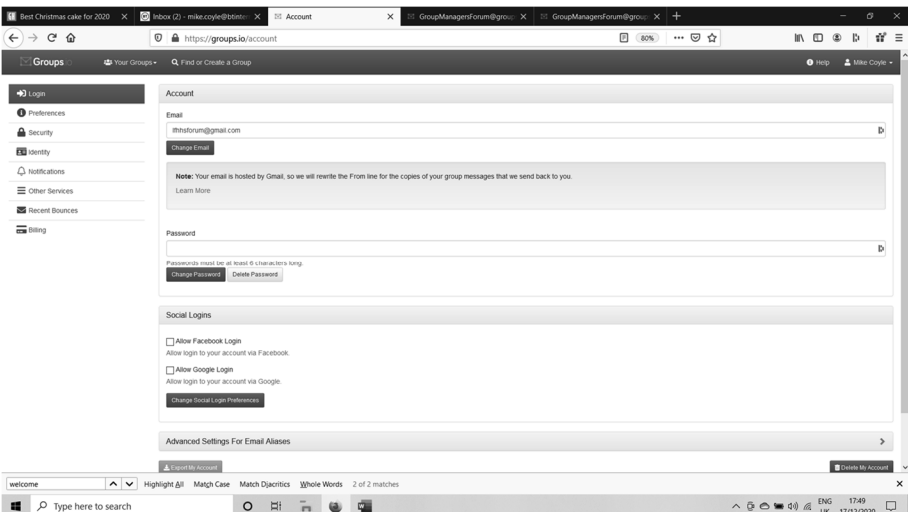 Best Christmas cake for 2020
Inbox (2) - mike.coyle@btintern
Account
GroupManagersForum@group
GroupManagersForum@group
https://groups.io/account
80%
Groups.io
Your Groups
Find or Create a Group
Help
Mike Coyle
Login
Preferences
Security
Identity
Notifications
Other Services
Recent Bounces
Billing
Account
Email
lfhhsforum@gmail.com
Change Email
Note: Your email is hosted by Gmail, so we will rewrite the From line for the copies of your group messages that we send back to you.
Learn More
Password
Passwords must be at least 6 characters long.
Change Password
Delete Password
Social Logins
Allow Facebook Login
Allow login to your account via Facebook.
Allow Google Login
Allow login to your account via Google.
Change Social Login Preferences
Advanced Settings For Email Aliases
Export My Account
Delete My Account
welcome
Highlight All Match Case Match Diacritics Whole Words 2 of 2 matches
Type here to search
ENG
UK
17:49
17/12/2020